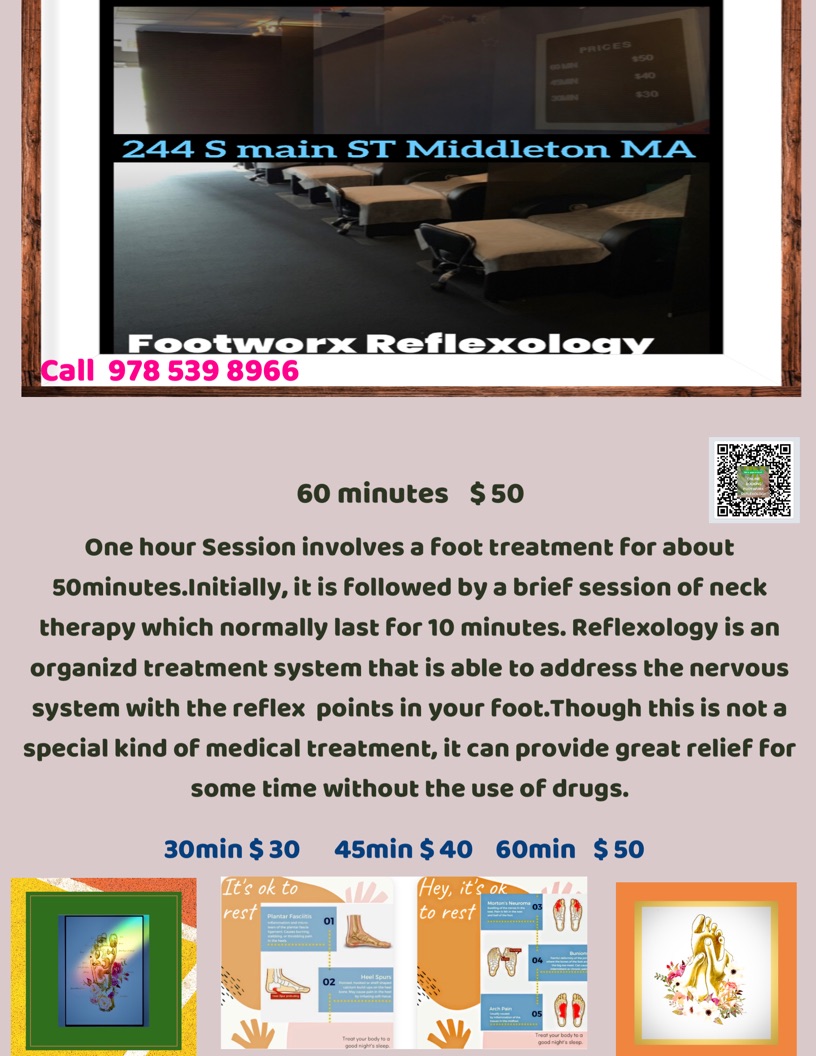 PRICES
60MIN $50
45MIN $40
30MIN $30
244 S main ST Middleton MA
Footworx Reflexology
Call 978 539 8966
60 minutes $ 50
One hour Session involves a foot treatment for about
50minutes.Initially, it is followed by a brief session of neck
therapy which normally last for 10 minutes. Reflexology is an
organizd treatment system that is able to address the nervous
system with the reflex points in your foot.Though this is not a
special kind of medical treatment, it can provide great relief for
some time without the use of drugs.
30min $ 30 45min $ 40 60min $ 50
It's ok to
rest
Plantar Fasciitis
01
02
Heel Spurs
Treat your body to a
good night's sleep.
Hey, it's ok
to rest
Morton's Neuroma
03
04
Arch Pain
05
Treat your body to a
good night's sleep.